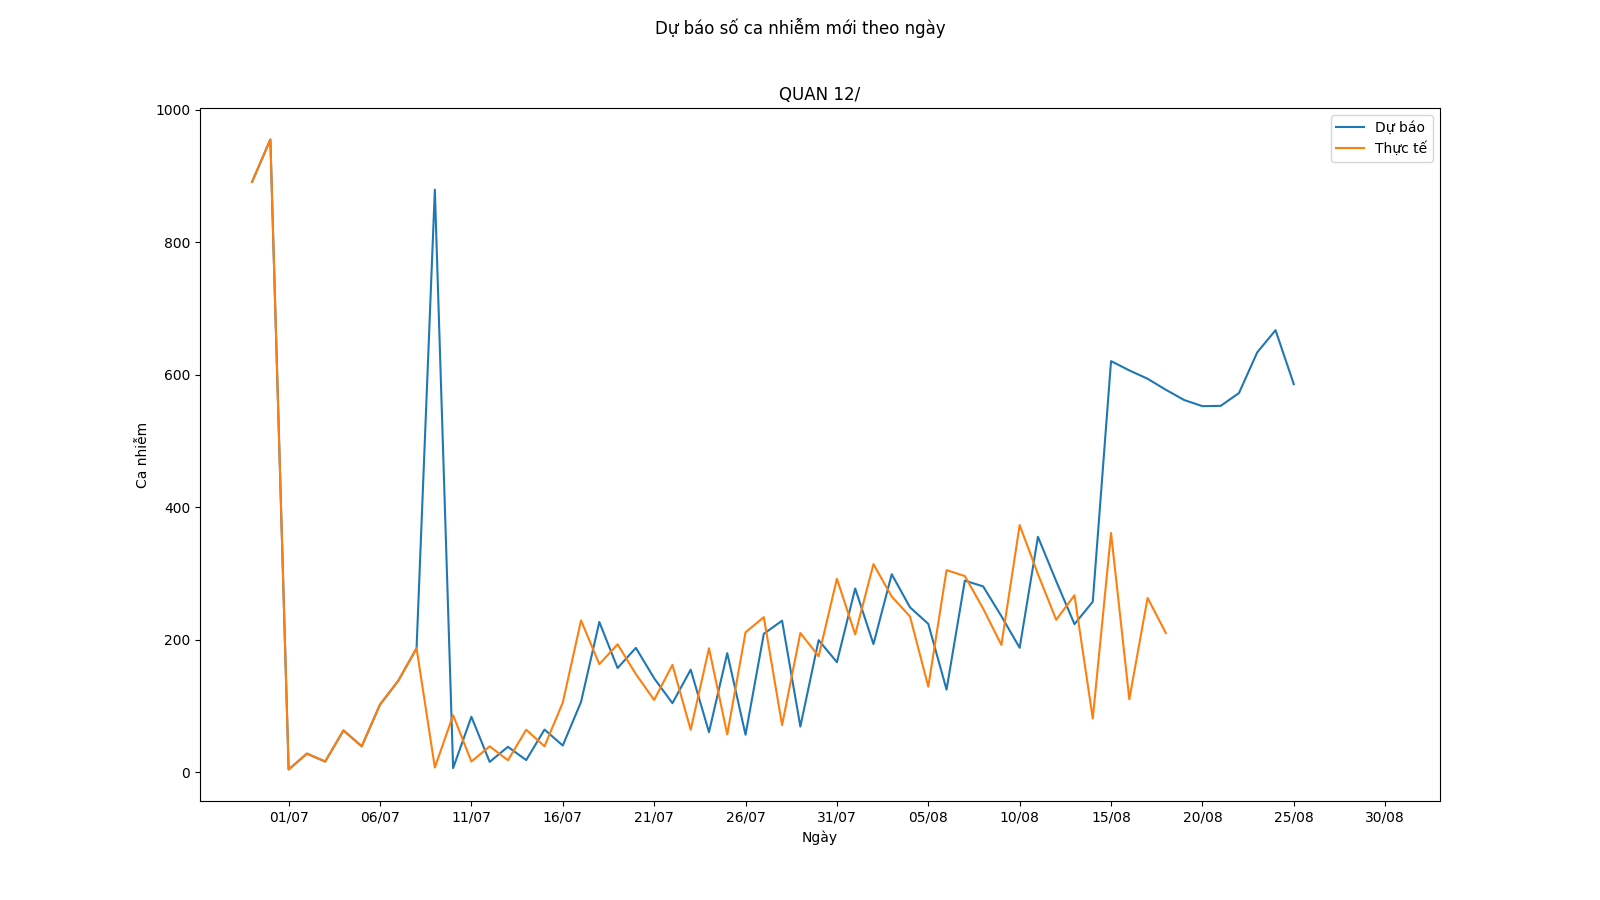 Dự báo số ca nhiễm mới theo ngày
QUAN 12/
Dự báo
Thực tế
1000
800
600
400
200
0
Ca nhiễm
01/07 06/07 11/07 16/07 21/07 26/07 31/07 05/08 10/08 15/08 20/08 25/08 30/08
Ngày